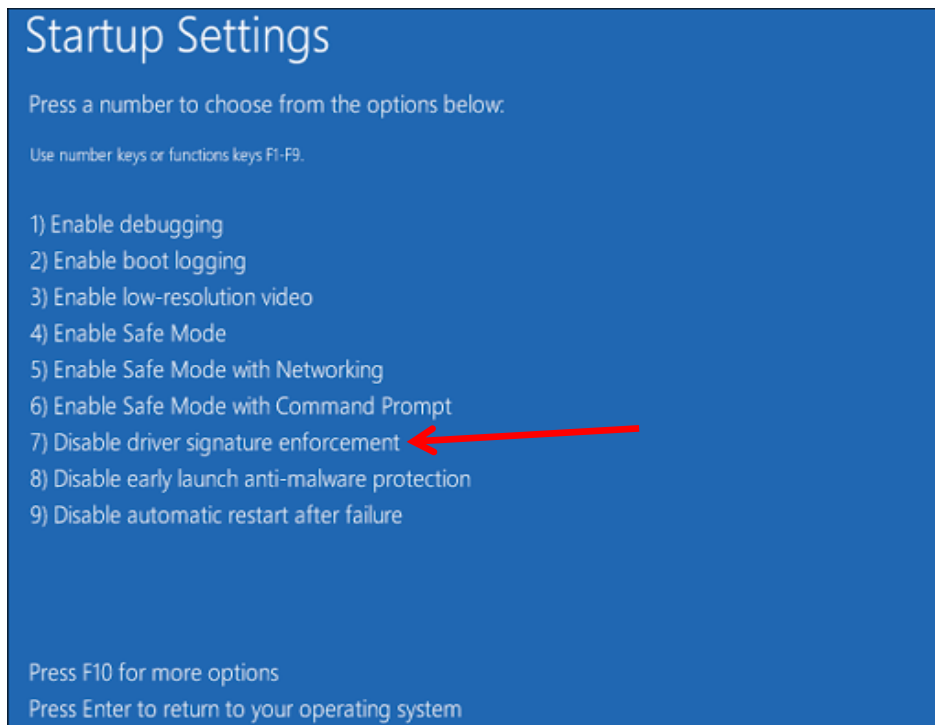 Startup Settings
Press a number to choose from the options below:
Use number keys or functions keys F1-F9.
1) Enable debugging
2) Enable boot logging
3) Enable low-resolution video
4) Enable Safe Mode
5) Enable Safe Mode with Networking
6) Enable Safe Mode with Command Prompt
7) Disable driver signature enforcement
8) Disable early launch anti-malware protection
9) Disable automatic restart after failure
Press F10 for more options
Press Enter to return to your operating system